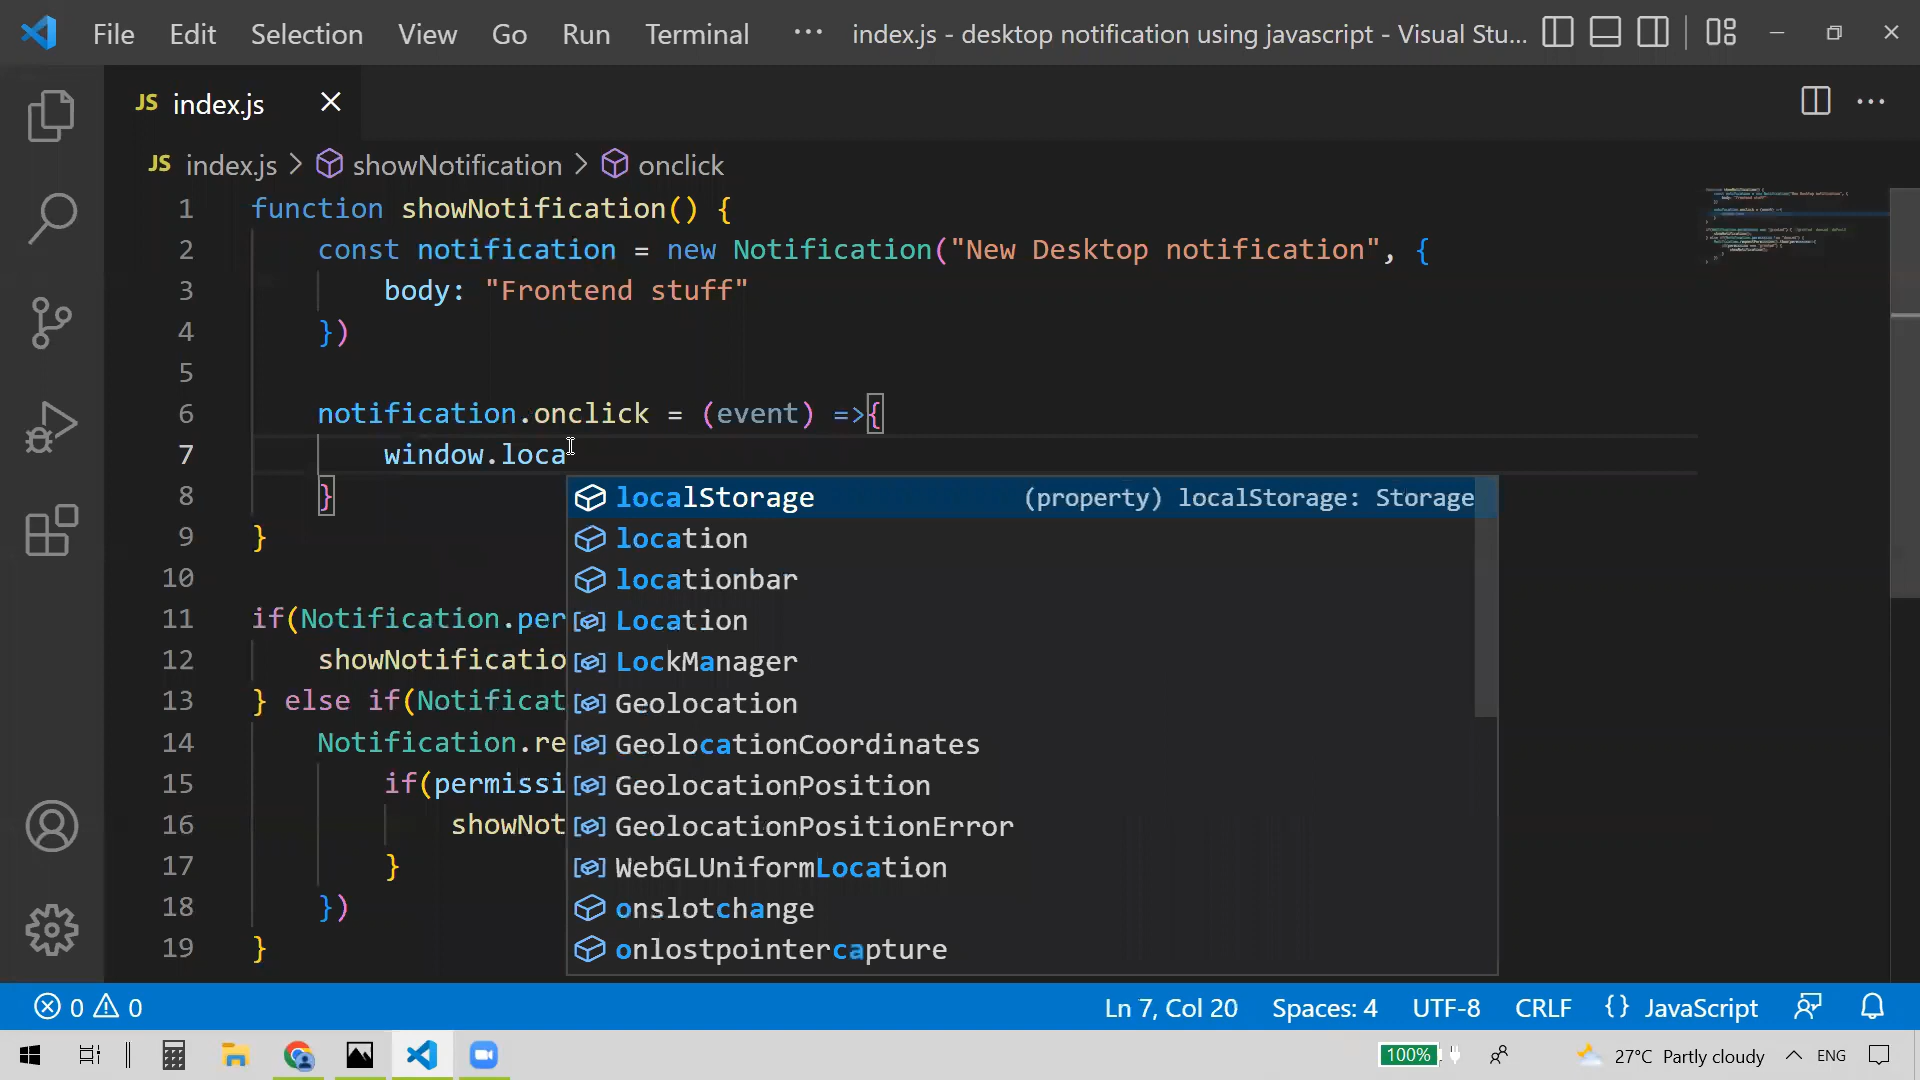 File Edit Selection View Go Run Terminal ··· index.js - desktop notification using javascript - Visual Stu...
JS index.js
JS index.js > showNotification > onclick
1 function showNotification() {
2 const notification = new Notification("New Desktop notification", {
3 body: "Frontend stuff"
4 })
5
6 notification.onclick = (event) =>{
7 window.loca
8 }
9 }
10
11 if(Notification.per
12 showNotificatio
13 } else if(Notificat
14 Notification.re
15 if(permissi
16 showNot
17 }
18 })
19 }
localStorage (property) localStorage: Storage
location
locationbar
Location
LockManager
Geolocation
GeolocationCoordinates
GeolocationPosition
GeolocationPositionError
WebGLUniformLocation
onslotchange
onlostpointercapture
0 0 Ln 7, Col 20 Spaces: 4 UTF-8 CRLF {} JavaScript
100% 27°C Partly cloudy ENG